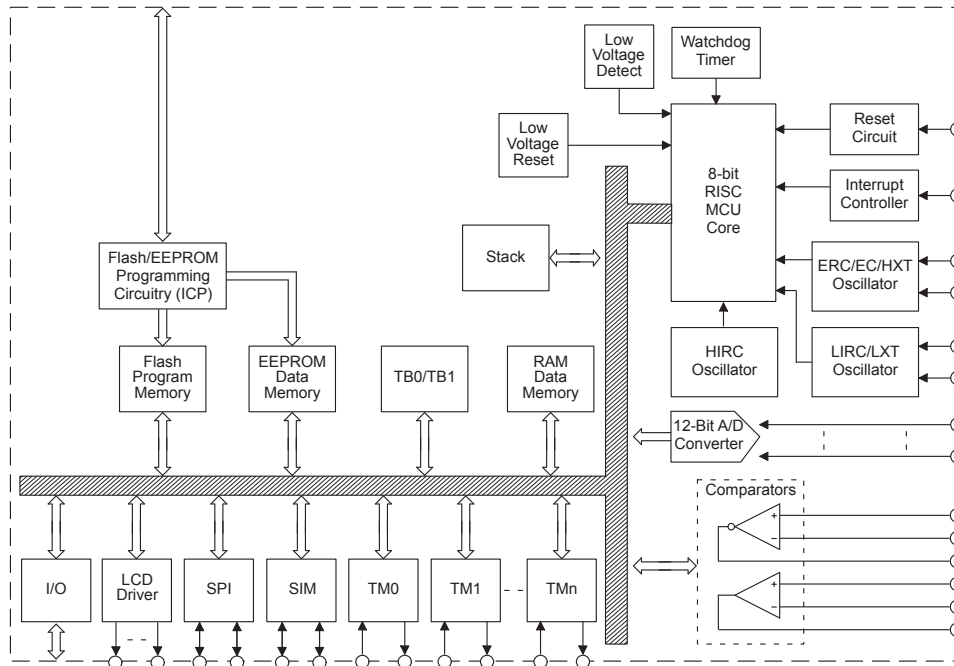 Low
Voltage
Detect
Watchdog
Timer
Low
Voltage
Reset
8-bit
RISC
MCU
Core
Reset
Circuit
Interrupt
Controller
Stack
Flash/EEPROM
Programming
Circuitry (ICP)
ERC/EC/HXT
Oscillator
HIRC
Oscillator
LIRC/LXT
Oscillator
Flash
Program
Memory
EEPROM
Data
Memory
TB0/TB1
RAM
Data
Memory
12-Bit A/D
Converter
Comparators
+
−
+
−
I/O
LCD
Driver
SPI
SIM
TM0
TM1
TMn